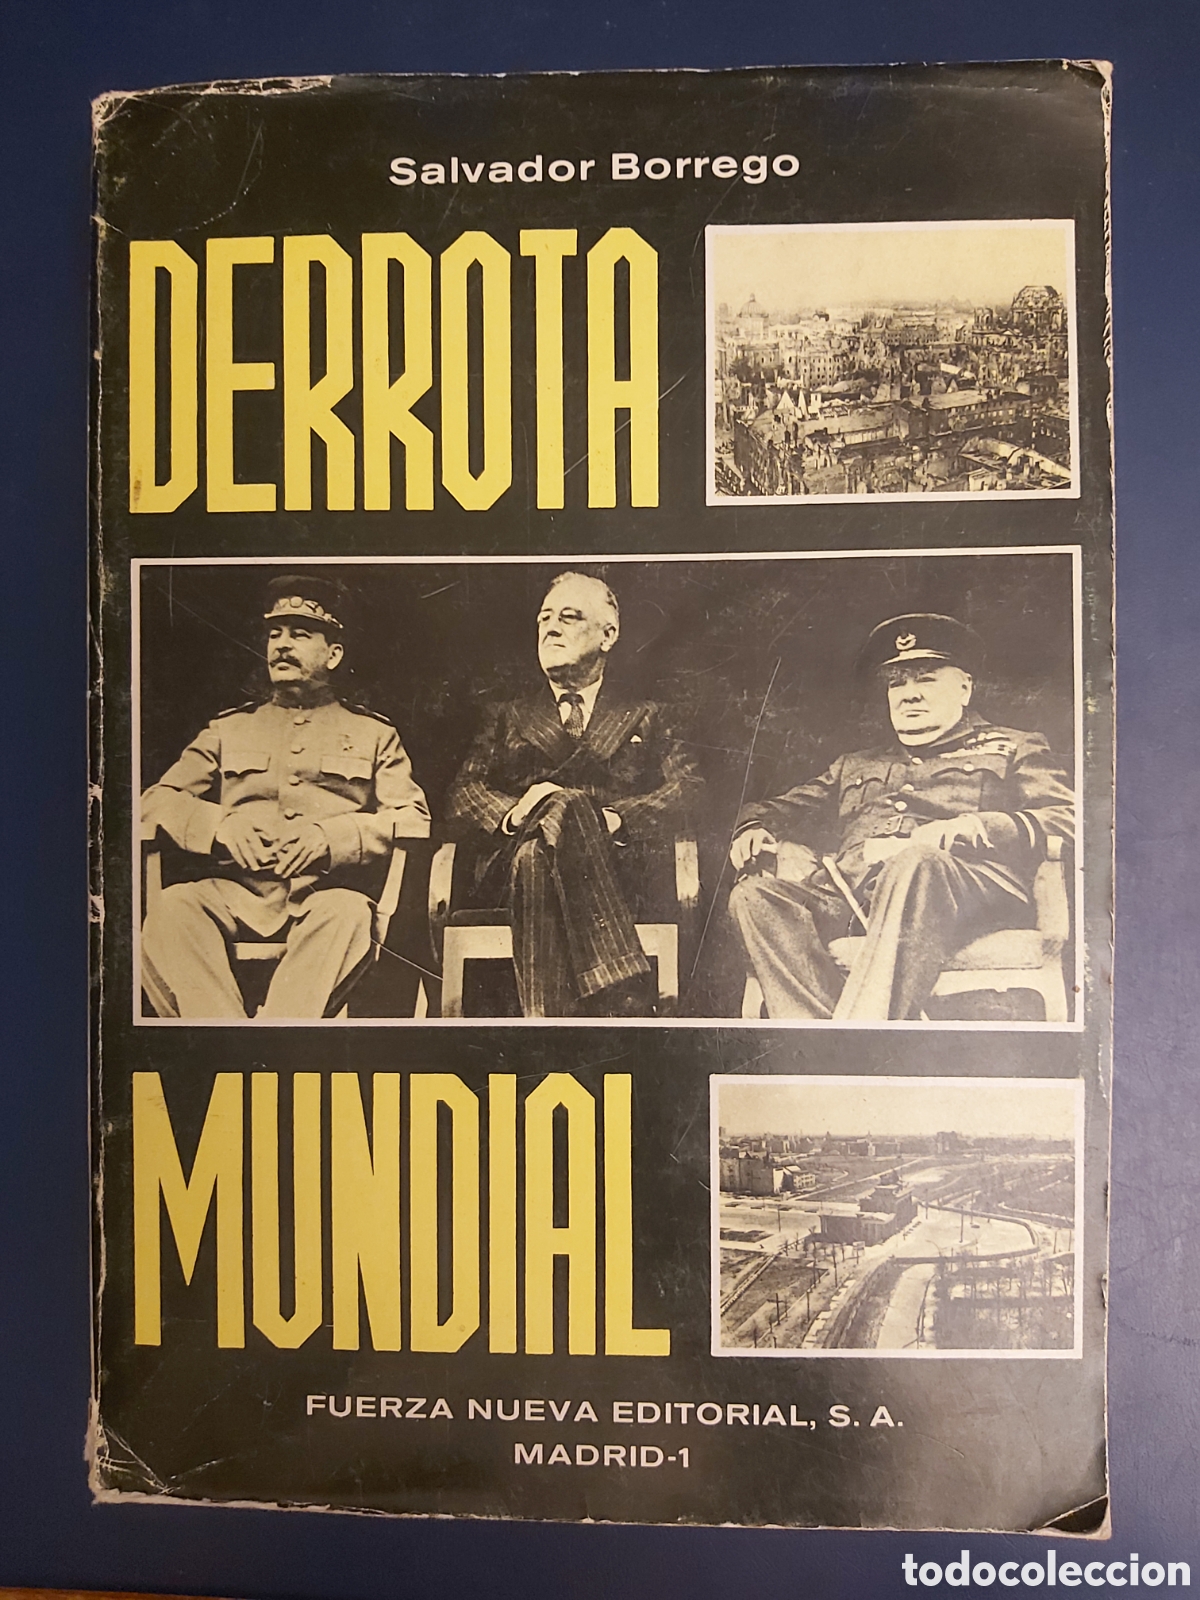 Salvador Borrego
DERROTA
MUNDIAL
FUERZA NUEVA EDITORIAL, S. A.
MADRID-1
todocoleccion